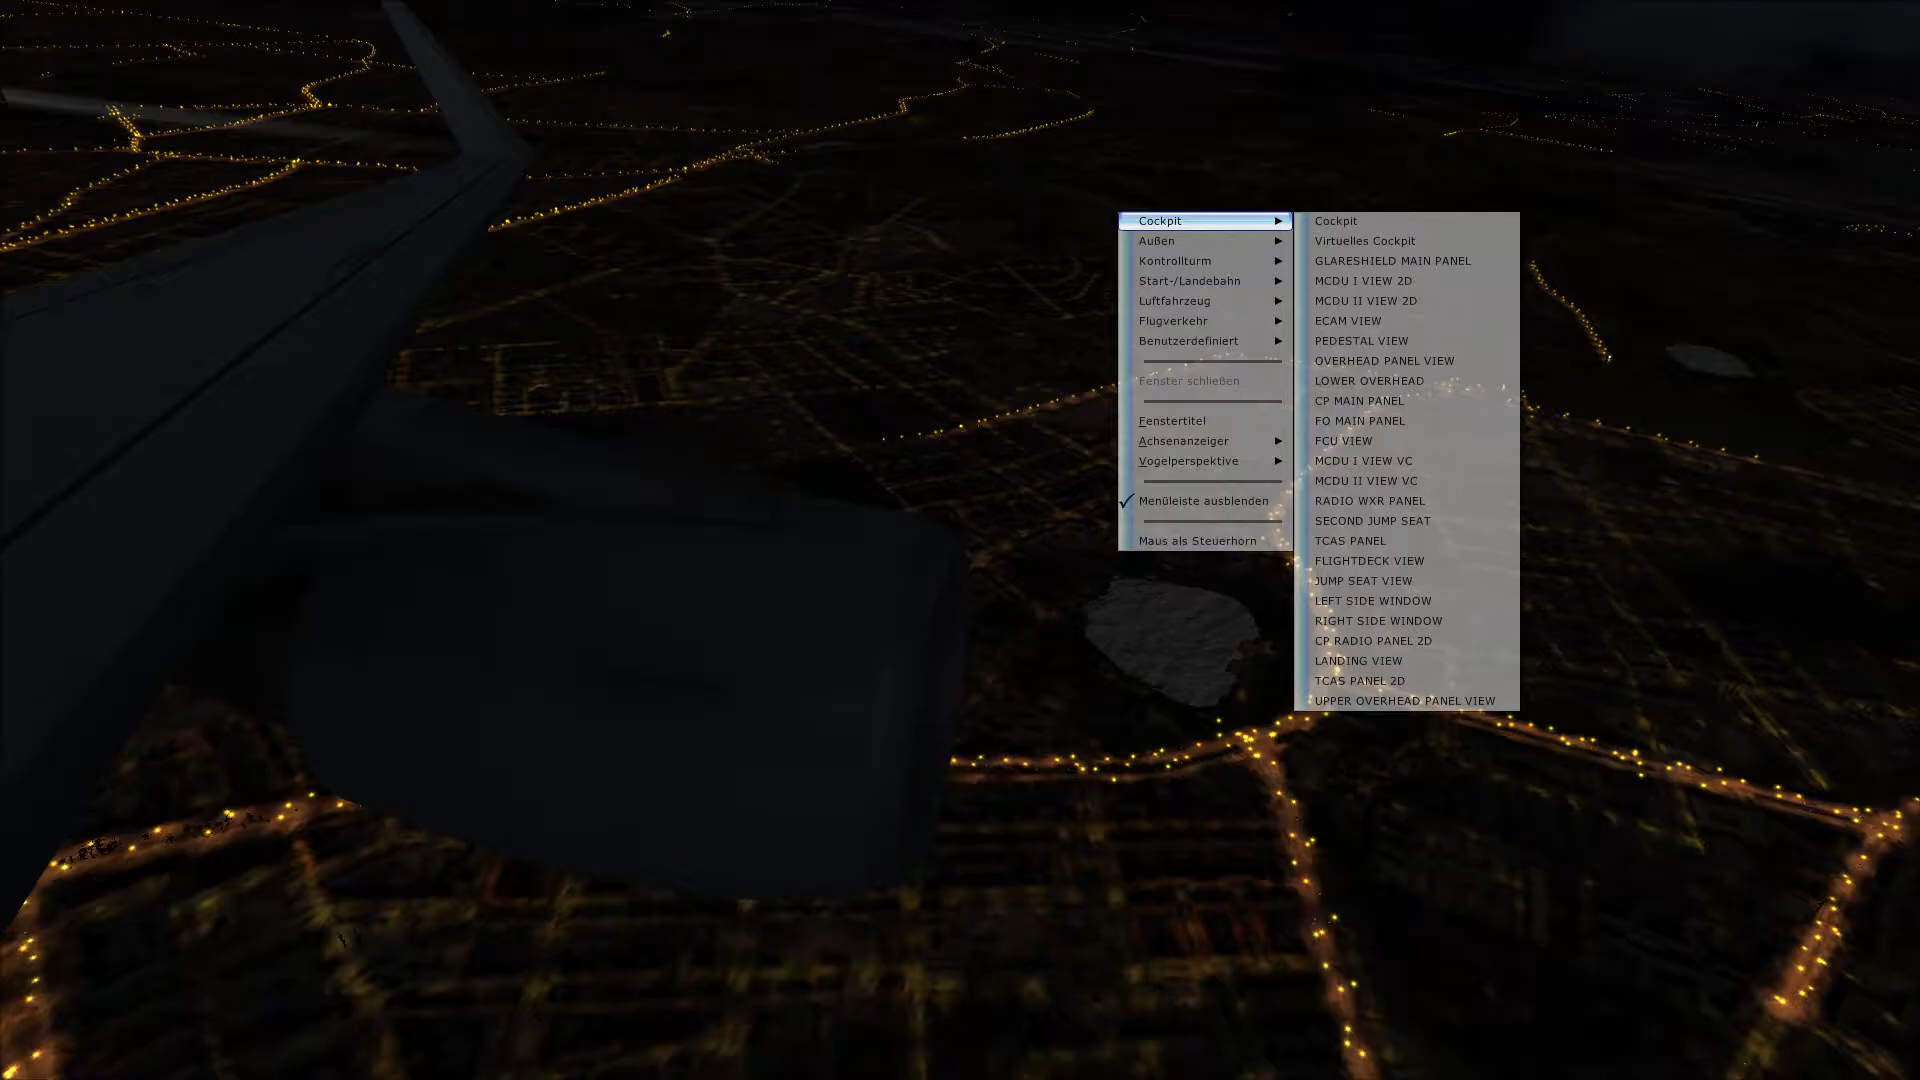 Cockpit
Außen
Kontrollturm
Start-/Landebahn
Luftfahrzeug
Flugverkehr
Benutzerdefiniert
Fenster schließen
Fenstertitel
Achsenanzeiger
Vogelperspektive
Menüleiste ausblenden
Maus als Steuerhorn
Cockpit
Virtuelles Cockpit
GLARESHIELD MAIN PANEL
MCDU I VIEW 2D
MCDU II VIEW 2D
ECAM VIEW
PEDESTAL VIEW
OVERHEAD PANEL VIEW
LOWER OVERHEAD
CP MAIN PANEL
FO MAIN PANEL
FCU VIEW
MCDU I VIEW VC
MCDU II VIEW VC
RADIO WXR PANEL
SECOND JUMP SEAT
TCAS PANEL
FLIGHTDECK VIEW
JUMP SEAT VIEW
LEFT SIDE WINDOW
RIGHT SIDE WINDOW
CP RADIO PANEL 2D
LANDING VIEW
TCAS PANEL 2D
UPPER OVERHEAD PANEL VIEW